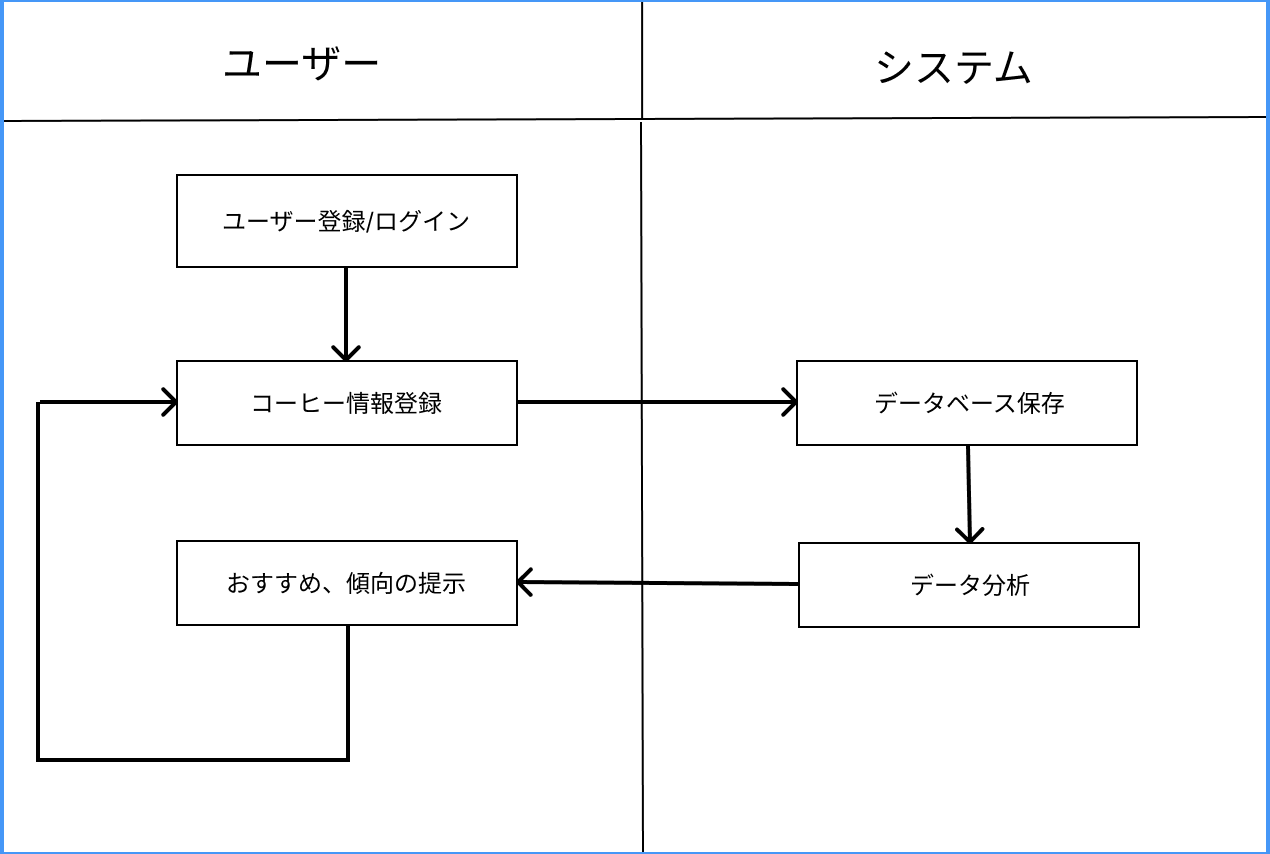 ユーザー
システム
ユーザー登録/ログイン
コーヒー情報登録
データベース保存
おすすめ、傾向の提示
データ分析